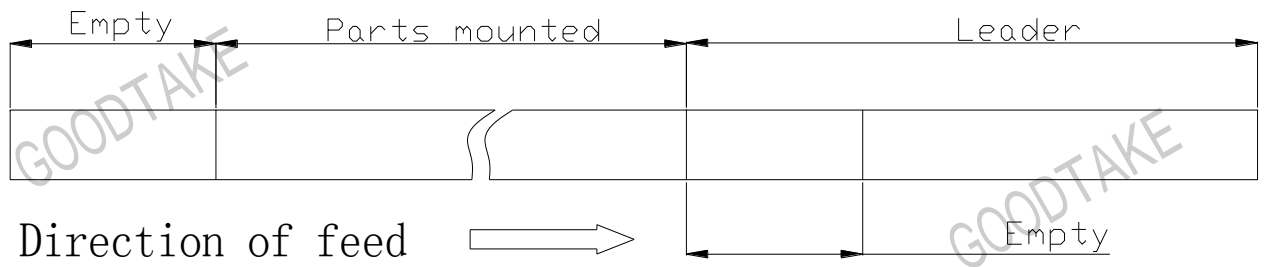 Empty
Parts mounted
Leader
GOODTAKE
GOODTAKE
Direction of feed
Empty